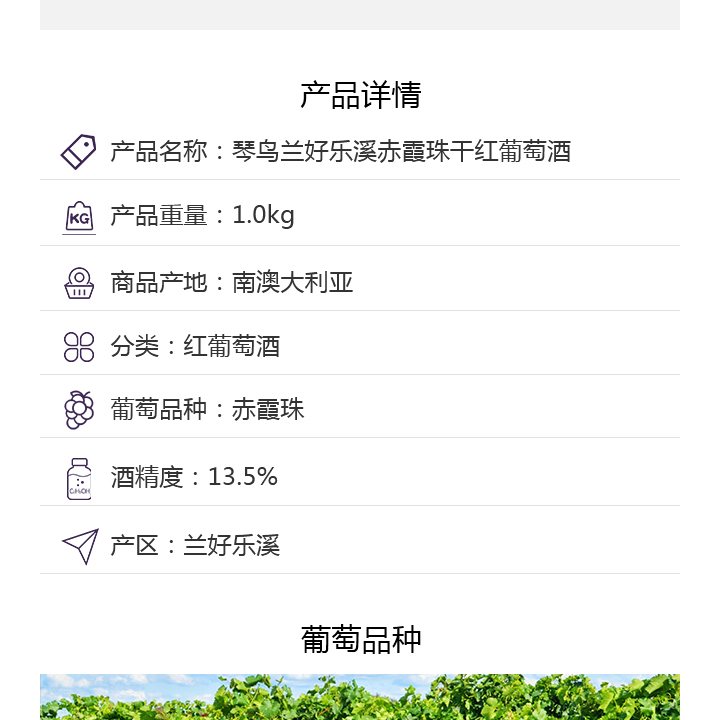 产品详情
产品名称：琴鸟兰好乐溪赤霞珠干红葡萄酒
KG
产品重量：1.0kg
商品产地：南澳大利亚
分类：红葡萄酒
葡萄品种：赤霞珠
C₂H₅OH
酒精度：13.5%
产区：兰好乐溪
葡萄品种